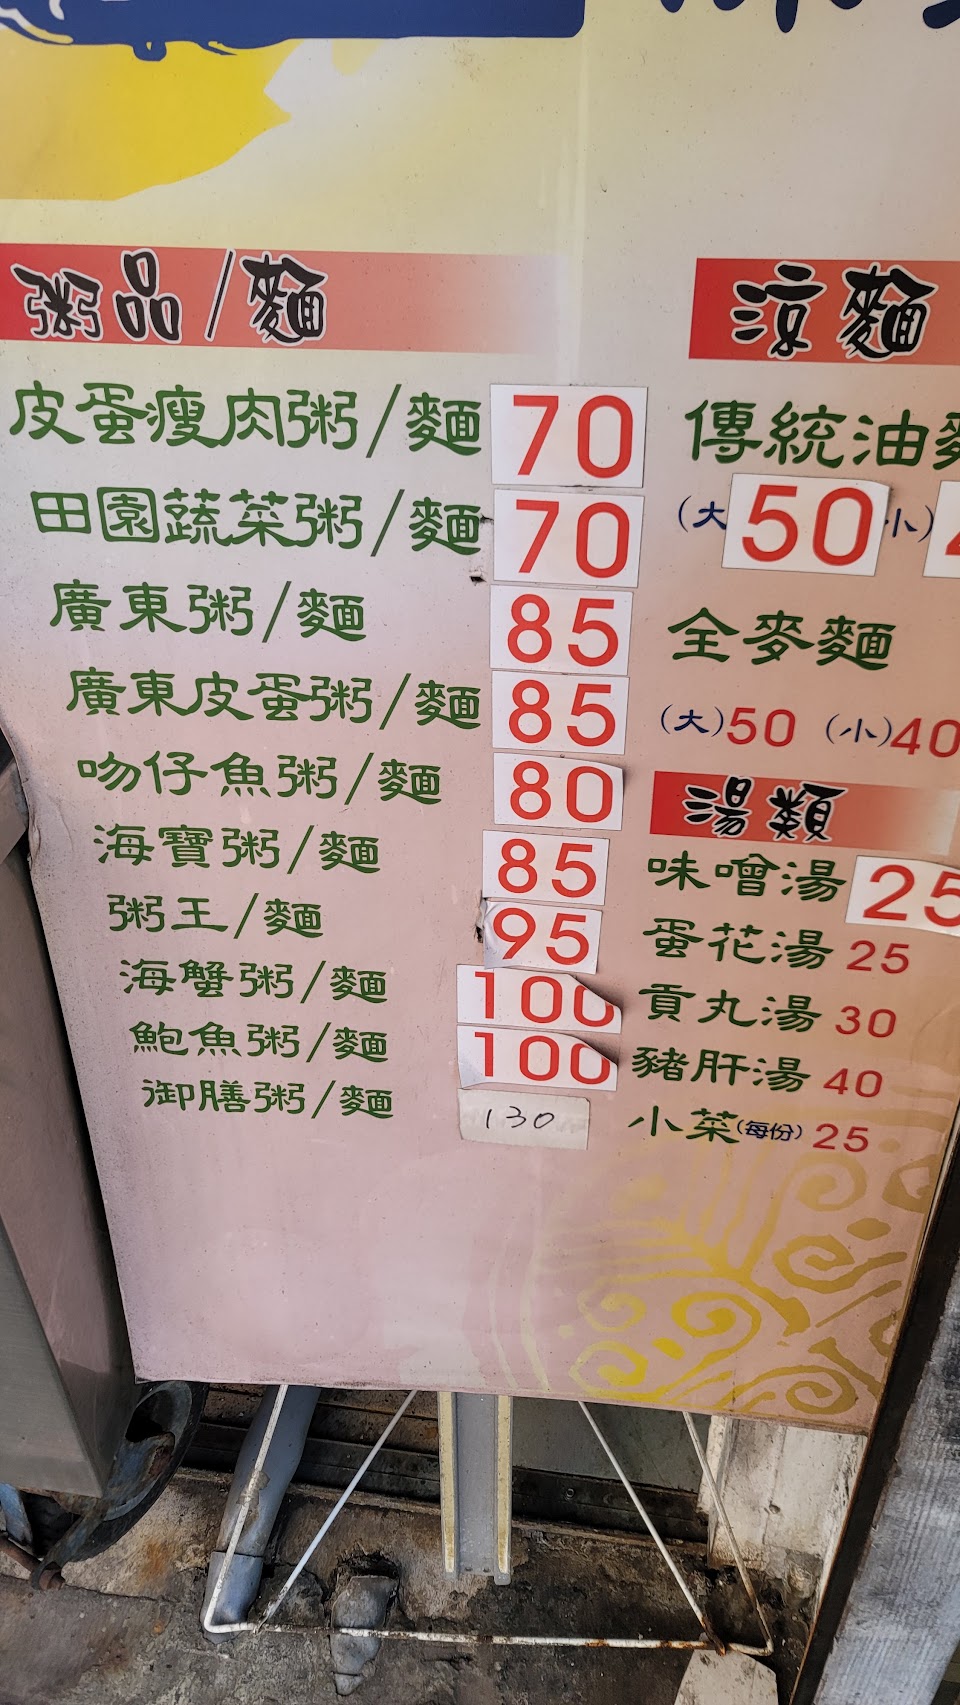 粥品/麵
皮蛋瘦肉粥/麵 70
田園蔬菜粥/麵 70
廣東粥/麵 85
廣東皮蛋粥/麵 85
吻仔魚粥/麵 80
海寶粥/麵 85
粥王/麵 95
海蟹粥/麵 100
鮑魚粥/麵 100
御膳粥/麵 130
涼麵
傳統油
(大)50 (小)
全麥麵
(大)50 (小)40
湯類
味噌湯 25
蛋花湯 25
貢丸湯 30
豬肝湯 40
小菜(每份) 25